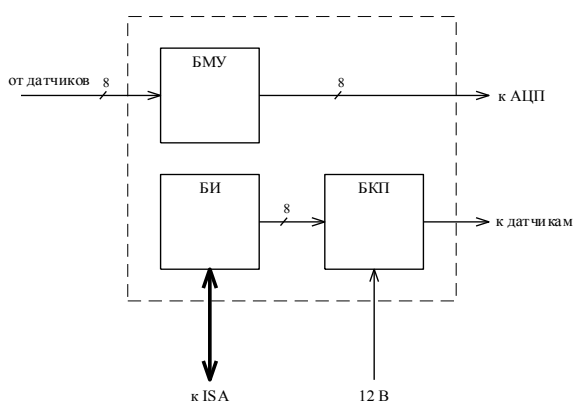 БМУ
от датчиков
8
8
к АЦП
БИ
8
БКП
к датчикам
к ISA
12 В